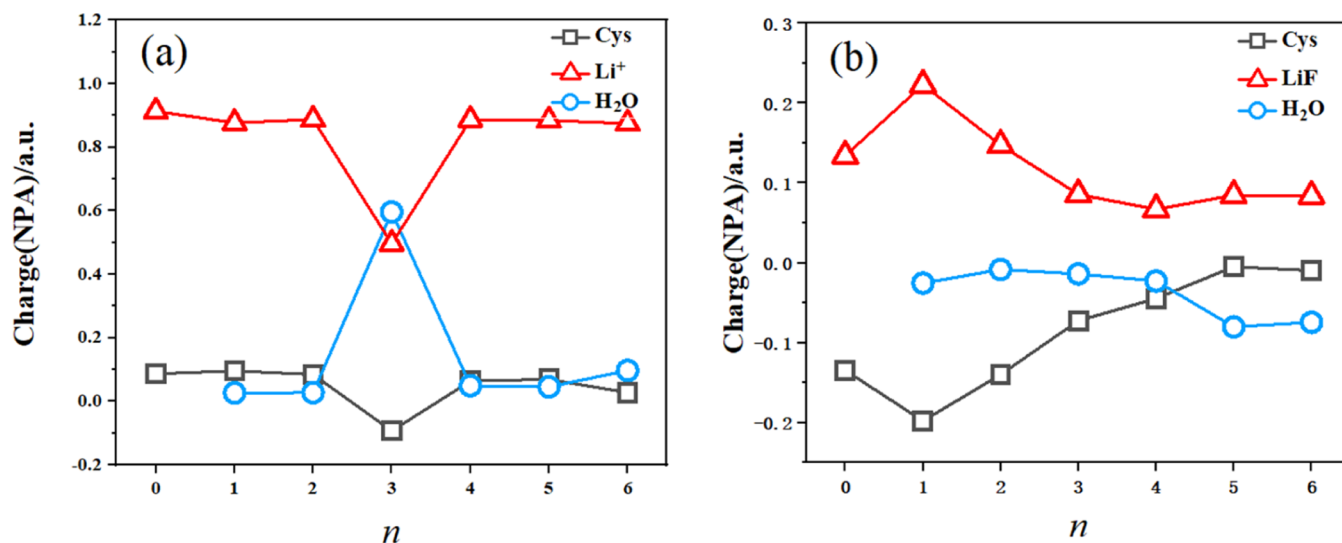 (a)
Cys
Li⁺
H₂O
Charge(NPA)/a.u.
1.2
1.0
0.8
0.6
0.4
0.2
0.0
-0.2
0 1 2 3 4 5 6
n
(b)
Cys
LiF
H₂O
Charge(NPA)/a.u.
0.3
0.2
0.1
0.0
-0.1
-0.2
0 1 2 3 4 5 6
n